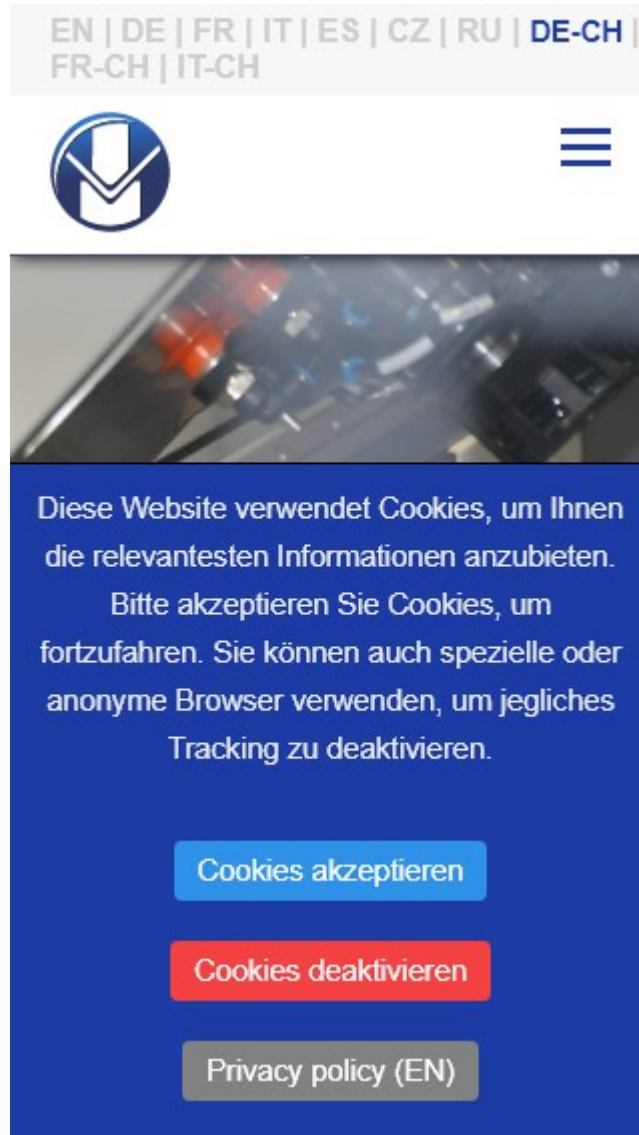 EN | DE | FR | IT | ES | CZ | RU | DE-CH |
FR-CH | IT-CH
Diese Website verwendet Cookies, um Ihnen
die relevantesten Informationen anzubieten.
Bitte akzeptieren Sie Cookies, um
fortzufahren. Sie können auch spezielle oder
anonyme Browser verwenden, um jegliches
Tracking zu deaktivieren.
Cookies akzeptieren
Cookies deaktivieren
Privacy policy (EN)